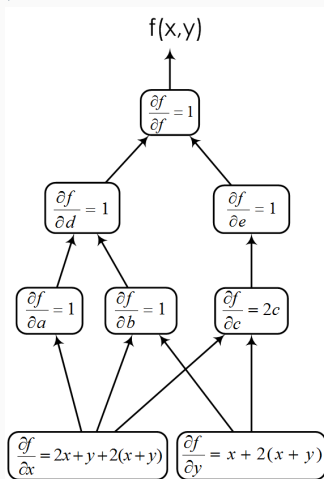 f(x,y)
∂f/∂f = 1
∂f/∂d = 1
∂f/∂e = 1
∂f/∂a = 1
∂f/∂b = 1
∂f/∂c = 2c
∂f/∂x = 2x+y+2(x+y)
∂f/∂y = x+2(x+y)